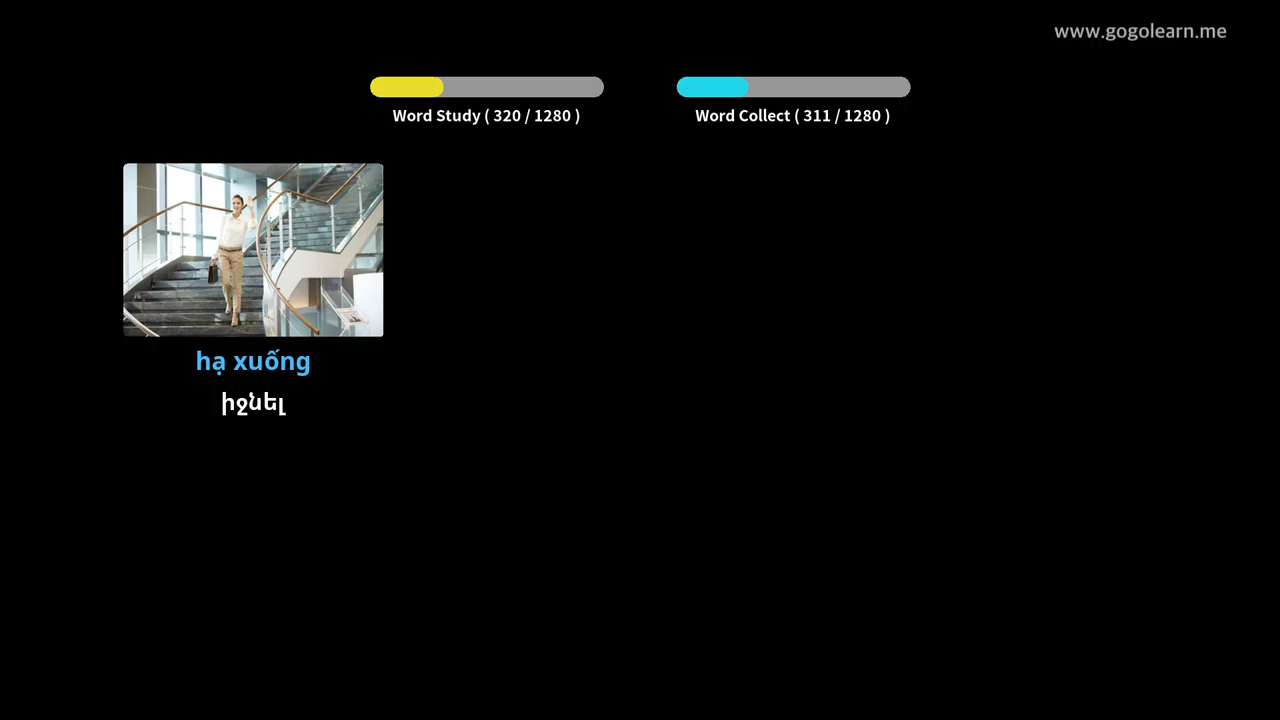 www.gogolearn.me
Word Study ( 320 / 1280 )
Word Collect ( 311 / 1280 )
hạ xuống
իջնել